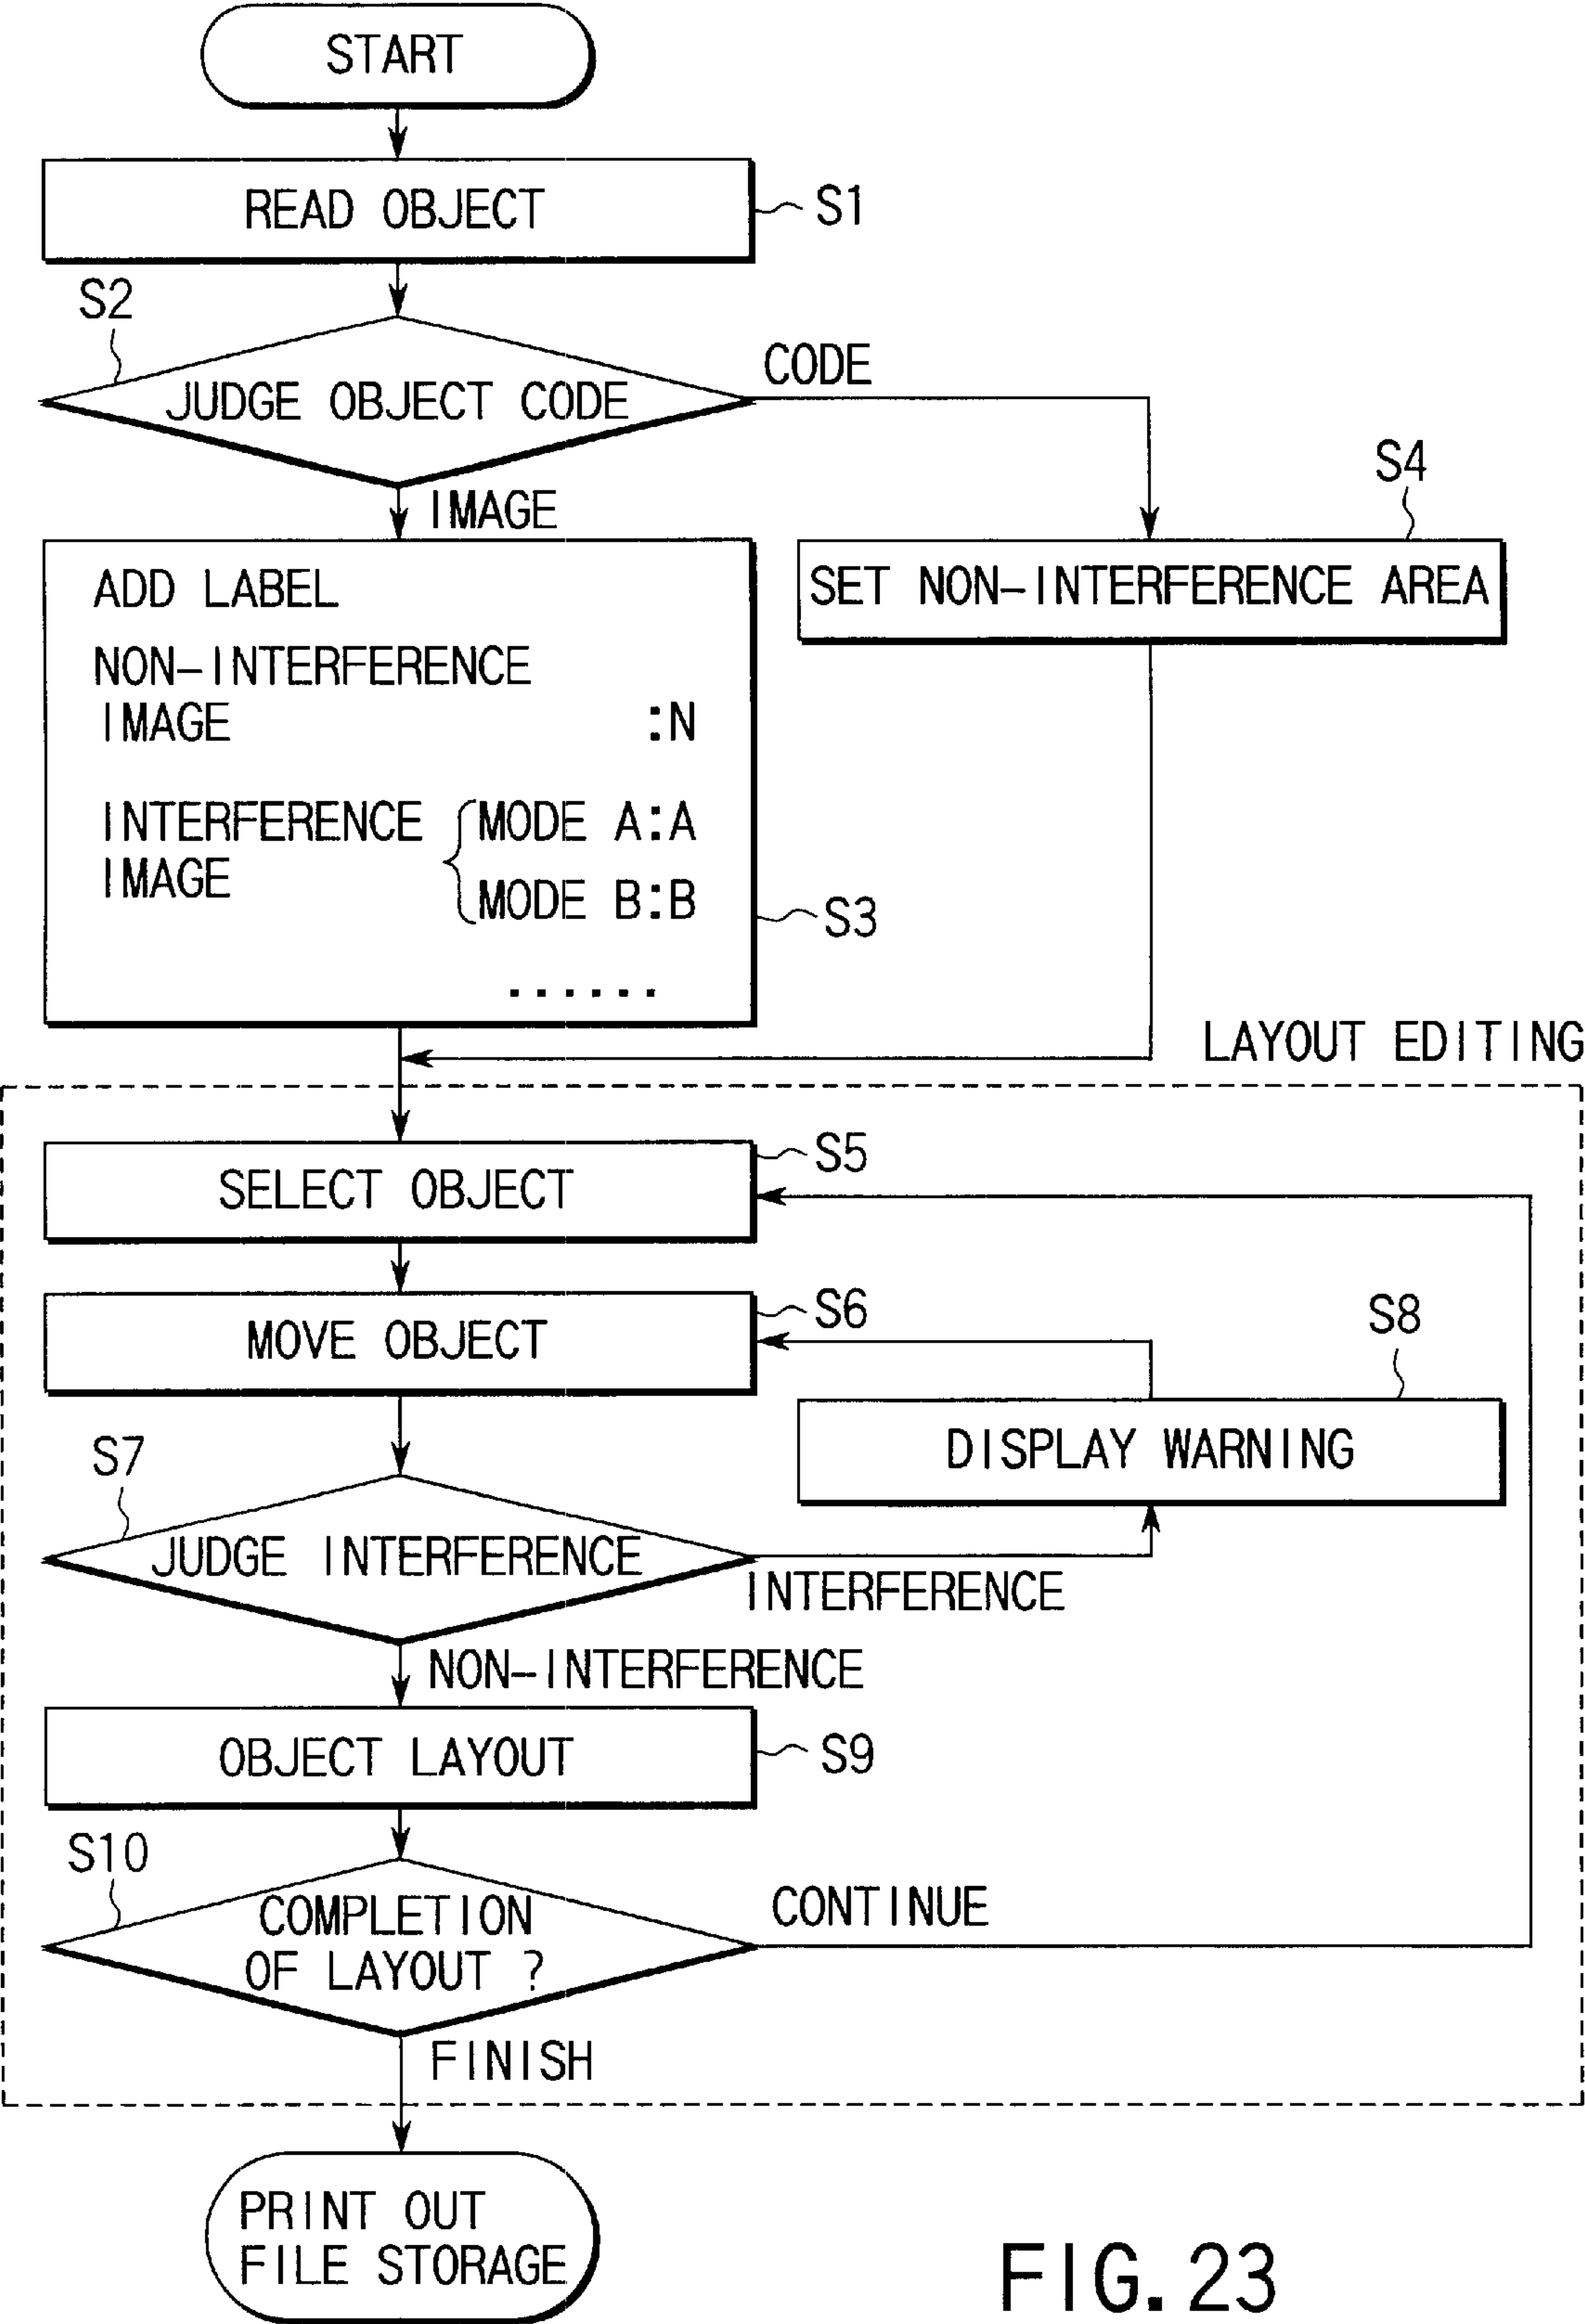 START
READ OBJECT
S1
S2
JUDGE OBJECT CODE
CODE
IMAGE
S4
SET NON-INTERFERENCE AREA
ADD LABEL
NON-INTERFERENCE
IMAGE :N
INTERFERENCE MODE A:A
IMAGE MODE B:B
S3
......
LAYOUT EDITING
S5
SELECT OBJECT
S6
MOVE OBJECT
S8
DISPLAY WARNING
S7
JUDGE INTERFERENCE
INTERFERENCE
NON-INTERFERENCE
OBJECT LAYOUT
S9
S10
COMPLETION
OF LAYOUT ?
CONTINUE
FINISH
PRINT OUT
FILE STORAGE
FIG. 23